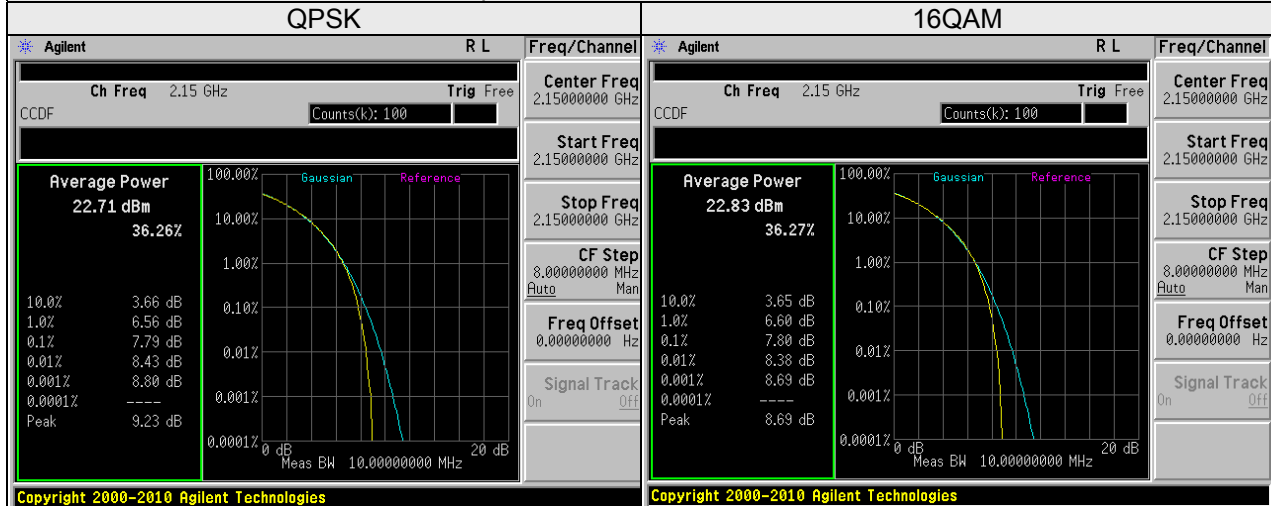 QPSK
Agilent R L
Ch Freq 2.15 GHz Trig Free
CCDF Counts(k): 100
Average Power
22.71 dBm
36.26%
10.0% 3.66 dB
1.0% 6.56 dB
0.1% 7.79 dB
0.01% 8.43 dB
0.001% 8.80 dB
0.0001% ----
Peak 9.23 dB
Gaussian Reference
100.00%
10.00%
1.00%
0.10%
0.01%
0.001%
0.0001%
0 dB 20 dB
Meas BW 10.00000000 MHz
Freq/Channel
Center Freq
2.15000000 GHz
Start Freq
2.15000000 GHz
Stop Freq
2.15000000 GHz
CF Step
8.00000000 MHz
Auto Man
Freq Offset
0.00000000 Hz
Signal Track
On Off
Copyright 2000-2010 Agilent Technologies
16QAM
Agilent R L
Ch Freq 2.15 GHz Trig Free
CCDF Counts(k): 100
Average Power
22.83 dBm
36.27%
10.0% 3.65 dB
1.0% 6.60 dB
0.1% 7.80 dB
0.01% 8.38 dB
0.001% 8.69 dB
0.0001% ----
Peak 8.69 dB
Gaussian Reference
100.00%
10.00%
1.00%
0.10%
0.01%
0.001%
0.0001%
0 dB 20 dB
Meas BW 10.00000000 MHz
Freq/Channel
Center Freq
2.15000000 GHz
Start Freq
2.15000000 GHz
Stop Freq
2.15000000 GHz
CF Step
8.00000000 MHz
Auto Man
Freq Offset
0.00000000 Hz
Signal Track
On Off
Copyright 2000-2010 Agilent Technologies